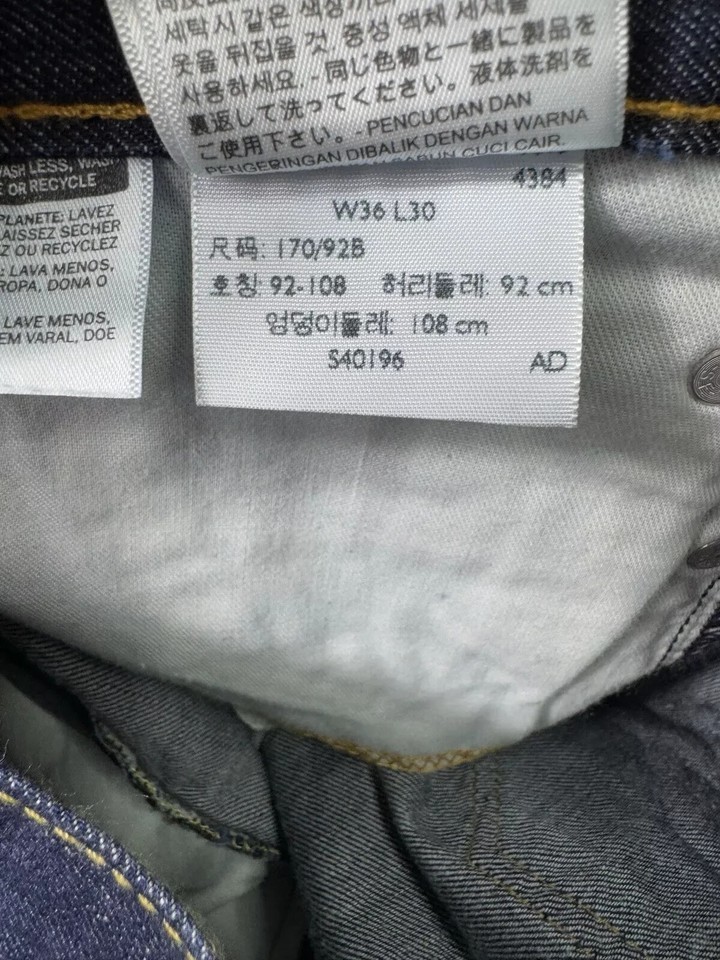 세탁시 같은 색상끼리
옷을 뒤집을 것. 중성 액체 세제를
사용하세요. - 同じ色物と一緒に製品を
裏返して洗ってください。液体洗剤を
ご使用下さい。- PENCUCIAN DAN
PENGERINGAN DIBALIK DENGAN WARNA
SABUN CUCI CAIR.
WASH LESS, WASH
E OR RECYCLE
PLANETE: LAVEZ
LAISSEZ SECHER
Z OU RECYCLEZ
: LAVA MENOS,
ROPA, DONA O
LAVE MENOS,
EM VARAL, DOE
4384
W36 L30
尺码: 170/92B
호칭: 92-108 허리둘레: 92 cm
엉덩이둘레: 108 cm
S40196 AD